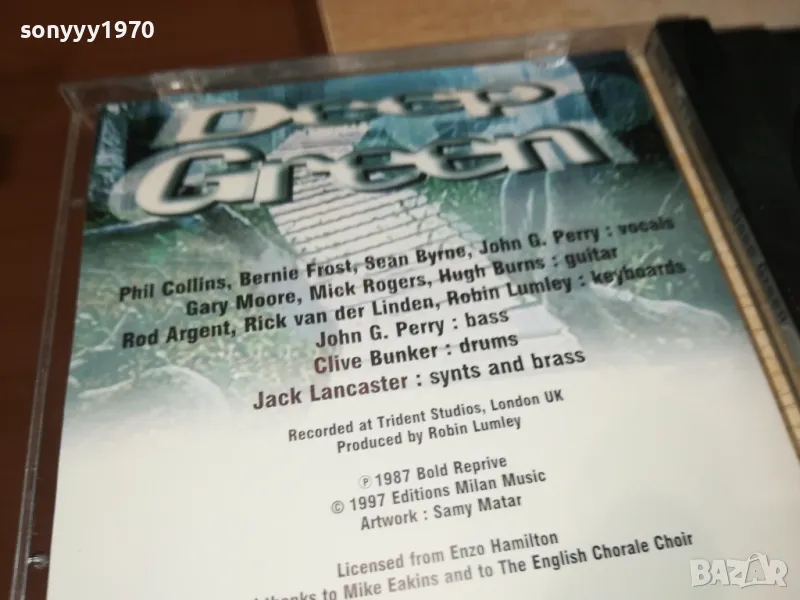 sonyyy1970
Deep
Green
Phil Collins, Bernie Frost, Sean Byrne, John G. Perry : vocals
Gary Moore, Mick Rogers, Hugh Burns : guitar
Rod Argent, Rick van der Linden, Robin Lumley : keyboards
John G. Perry : bass
Clive Bunker : drums
Jack Lancaster : synts and brass
Recorded at Trident Studios, London UK
Produced by Robin Lumley
℗ 1987 Bold Reprive
© 1997 Editions Milan Music
Artwork : Samy Matar
Licensed from Enzo Hamilton
thanks to Mike Eakins and to The English Chorale Choir
Deep Green
BAZAR